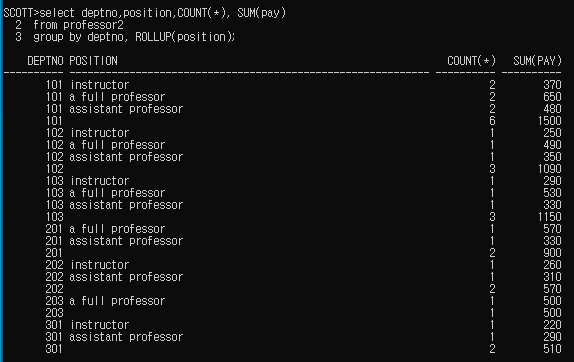 SCOTT>select deptno,position,COUNT(*), SUM(pay)
2 from professor2
3 group by deptno, ROLLUP(position);
DEPTNO POSITION COUNT(*) SUM(PAY)
---------- ------------------------------------------------------------ ---------- ----------
101 instructor 2 370
101 a full professor 2 650
101 assistant professor 2 480
101 6 1500
102 instructor 1 250
102 a full professor 1 490
102 assistant professor 1 350
102 3 1090
103 instructor 1 290
103 a full professor 1 530
103 assistant professor 1 330
103 3 1150
201 a full professor 1 570
201 assistant professor 1 330
201 2 900
202 instructor 1 260
202 assistant professor 1 310
202 2 570
203 a full professor 1 500
203 1 500
301 instructor 1 220
301 assistant professor 1 290
301 2 510